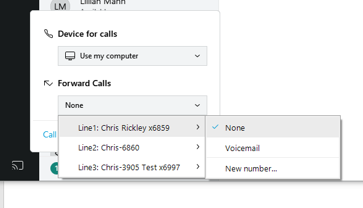 LM Lillian Mann
Device for calls
Use my computer
Forward Calls
None
Call
Line1: Chris Rickley x6859
Line2: Chris-6860
Line3: Chris-3905 Test x6997
None
Voicemail
New number...